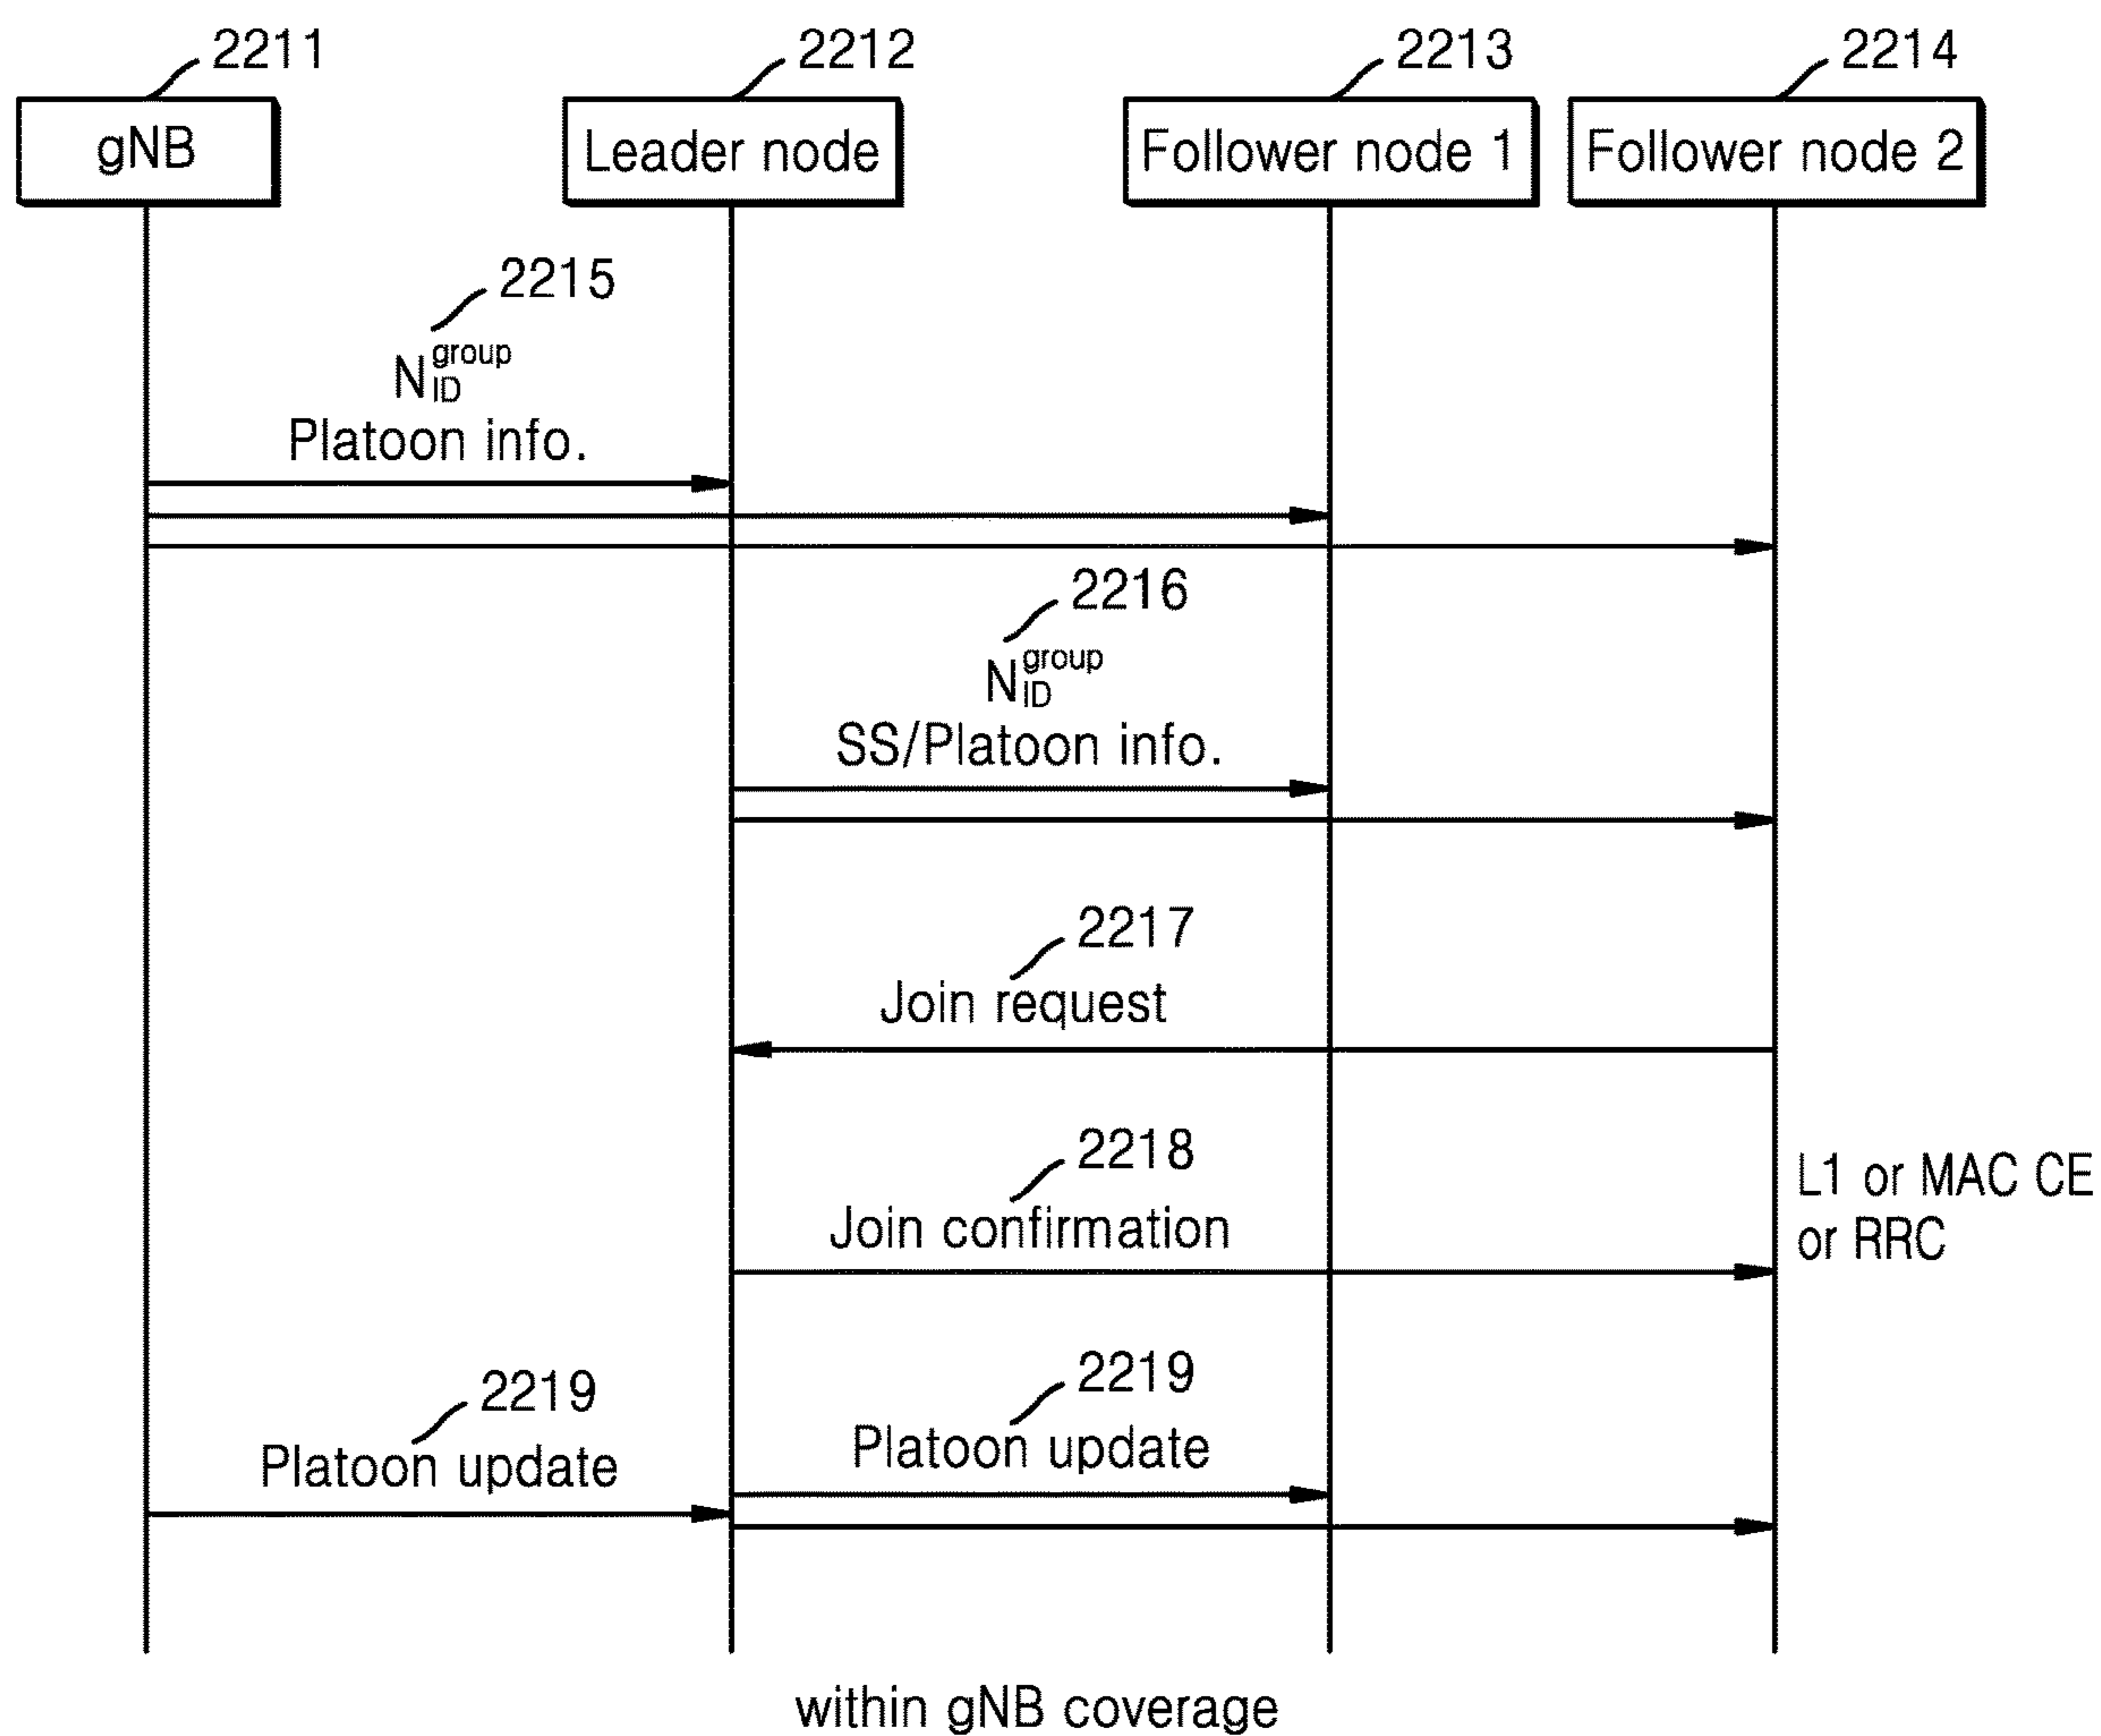 2211
2212
2213
2214
gNB
Leader node
Follower node 1
Follower node 2
2215
N_ID^group
Platoon info.
2216
N_ID^group
SS/Platoon info.
2217
Join request
2218
Join confirmation
L1 or MAC CE
or RRC
2219
Platoon update
2219
Platoon update
within gNB coverage